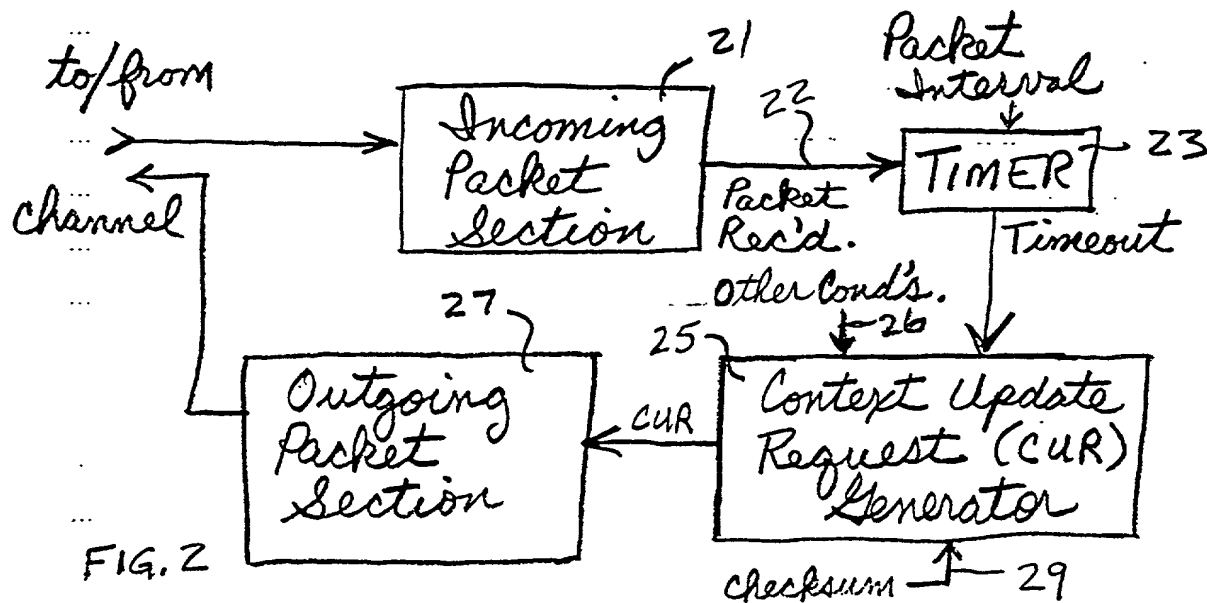 to/from
channel
21
Incoming
Packet
Section
22
Packet
Rec'd.
Packet
Interval
TIMER
23
Timeout
Other Cond's.
26
25
Context Update
Request (CUR)
Generator
CUR
27
Outgoing
Packet
Section
checksum
29
FIG. 2